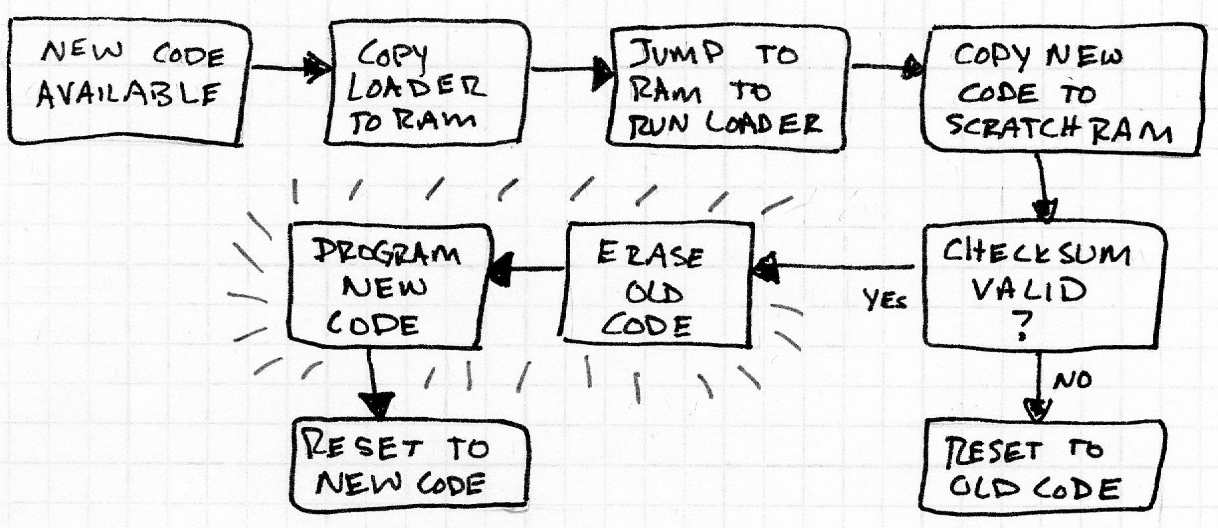 NEW CODE
AVAILABLE
COPY
LOADER
TO RAM
JUMP TO
RAM TO
RUN LOADER
COPY NEW
CODE TO
SCRATCH RAM
CHECKSUM
VALID
?
YES
NO
ERASE
OLD
CODE
PROGRAM
NEW
CODE
RESET TO
NEW CODE
RESET TO
OLD CODE